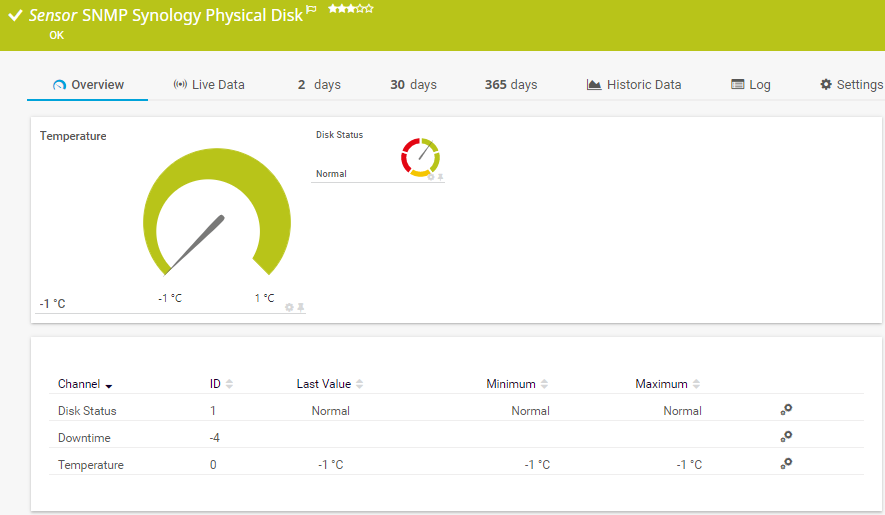 Sensor SNMP Synology Physical Disk
OK
Overview Live Data 2 days 30 days 365 days Historic Data Log Settings
Temperature
-1 °C
-1 °C 1 °C
Disk Status
Normal
Channel ID Last Value Minimum Maximum
Disk Status 1 Normal Normal Normal
Downtime -4
Temperature 0 -1 °C -1 °C -1 °C